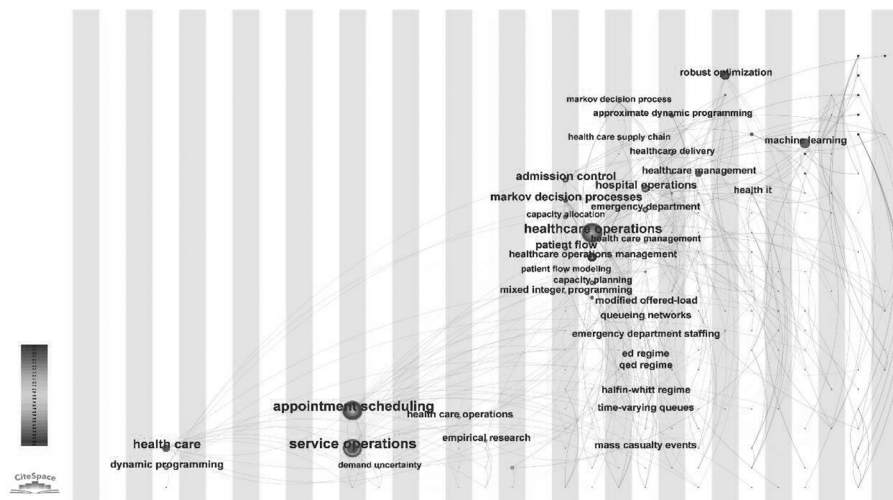 robust optimization
markov decision process
approximate dynamic programming
health care supply chain
machine learning
healthcare delivery
healthcare management
admission control
hospital operations
health it
markov decision processes
emergency department
capacity allocation
healthcare operations
health care management
patient flow
healthcare operations management
patient flow modeling
capacity planning
mixed integer programming
modified offered-load
queueing networks
emergency department staffing
ed regime
qed regime
halfin-whitt regime
appointment scheduling
time-varying queues
health care operations
empirical research
health care
service operations
mass casualty events
dynamic programming
demand uncertainty
CiteSpace